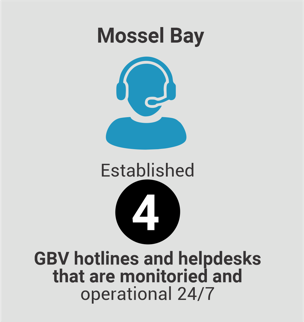 Mossel Bay
Established
4
GBV hotlines and helpdesks
that are monitoried and
operational 24/7